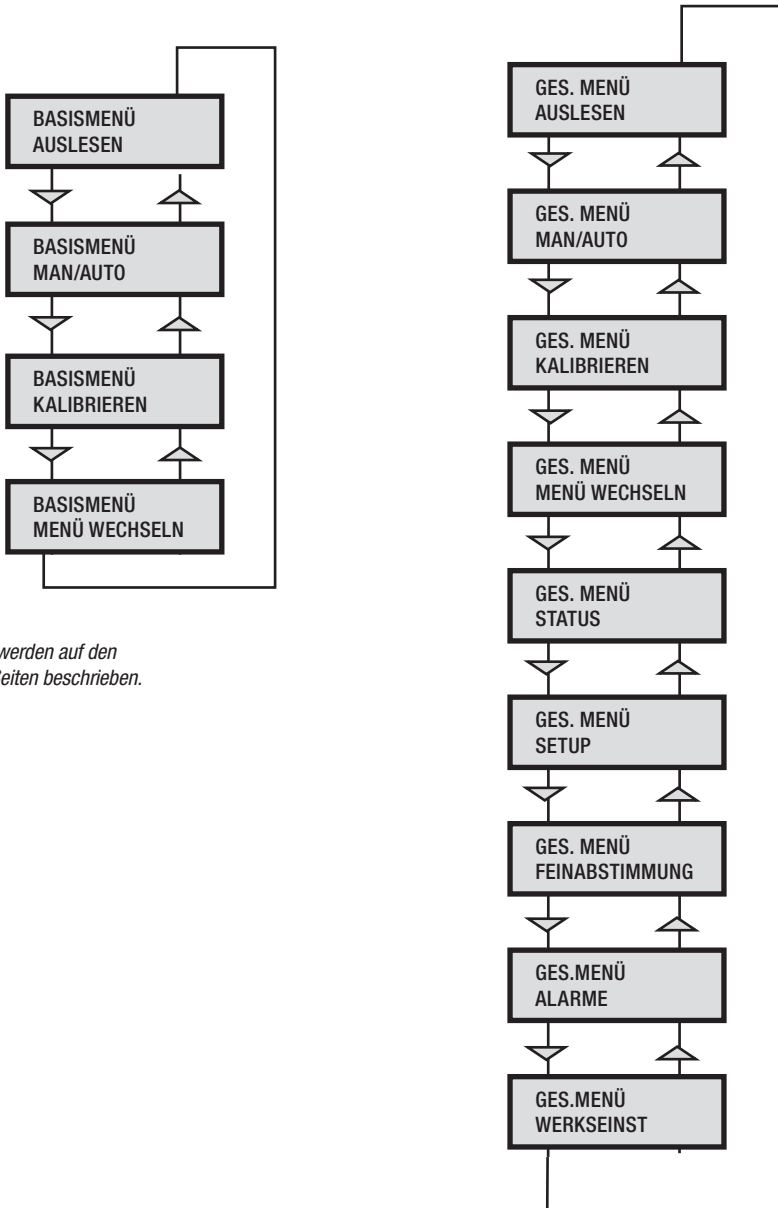 BASISMENÜ
AUSLESEN
BASISMENÜ
MAN/AUTO
BASISMENÜ
KALIBRIEREN
BASISMENÜ
MENÜ WECHSELN
werden auf den
eiten beschrieben.
GES. MENÜ
AUSLESEN
GES. MENÜ
MAN/AUTO
GES. MENÜ
KALIBRIEREN
GES. MENÜ
MENÜ WECHSELN
GES. MENÜ
STATUS
GES. MENÜ
SETUP
GES. MENÜ
FEINABSTIMMUNG
GES.MENÜ
ALARME
GES.MENÜ
WERKSEINST